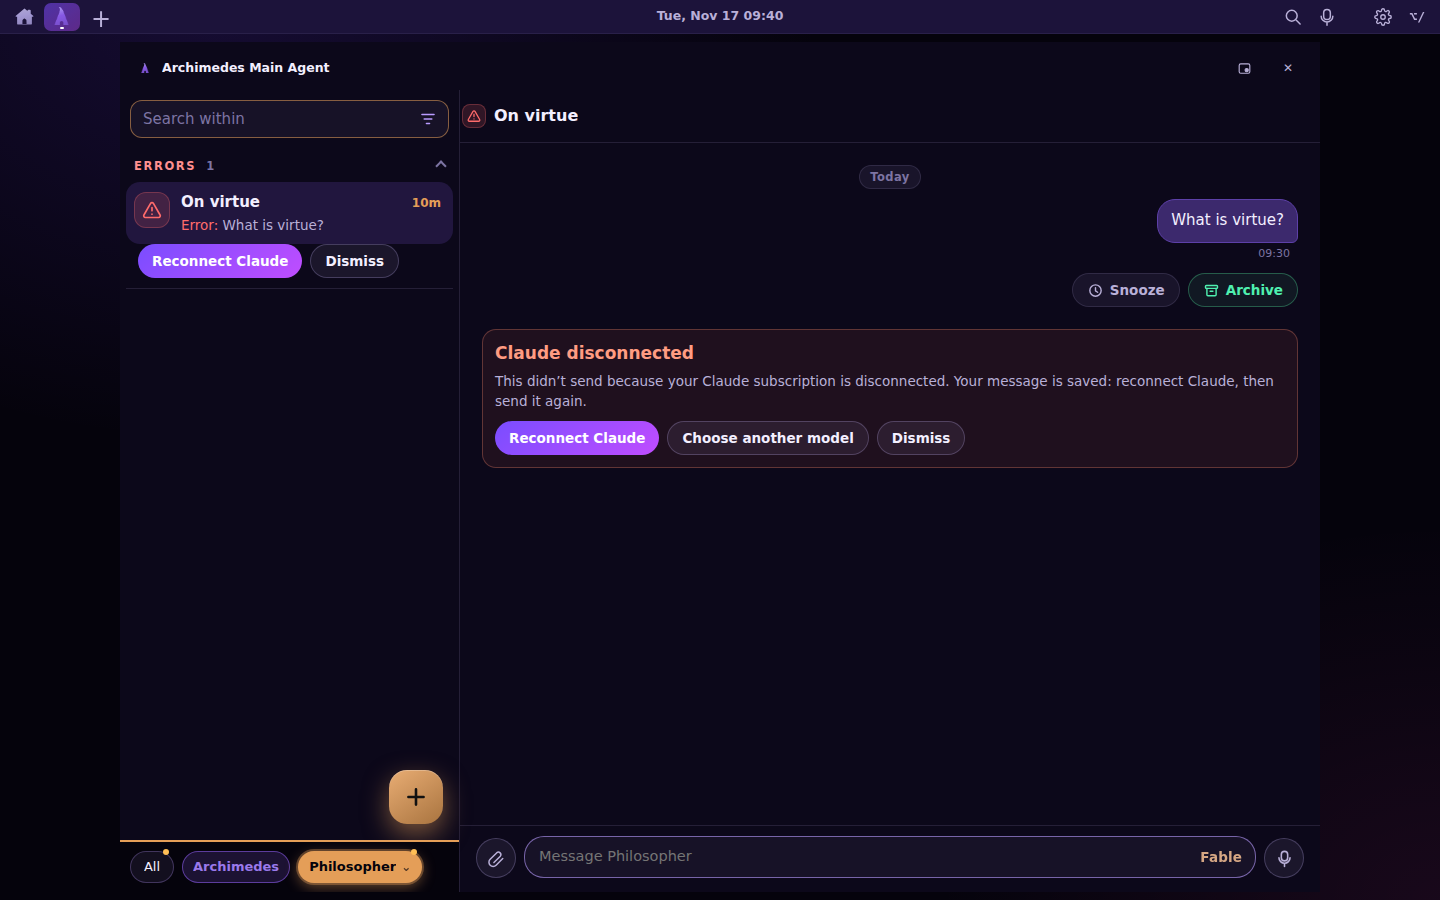 Tue, Nov 17 09:40
Archimedes Main Agent
Search within
ERRORS 1
On virtue
10m
Error: What is virtue?
Reconnect Claude
Dismiss
On virtue
Today
What is virtue?
09:30
Snooze
Archive
Claude disconnected
This didn’t send because your Claude subscription is disconnected. Your message is saved: reconnect Claude, then
send it again.
Reconnect Claude
Choose another model
Dismiss
All
Archimedes
Philosopher
Message Philosopher
Fable